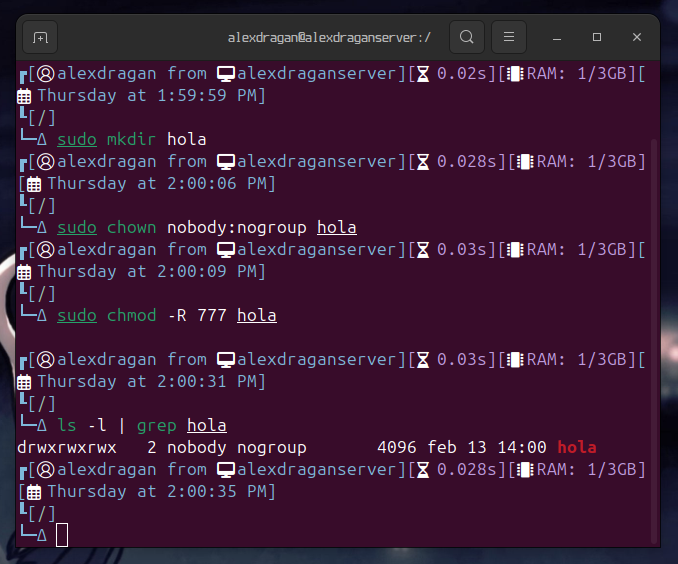 alexdragan@alexdraganserver:/
┏[alexdragan from alexdraganserver][0.02s][RAM: 1/3GB][
Thursday at 1:59:59 PM]
┗[/]
└─Δ sudo mkdir hola
┏[alexdragan from alexdraganserver][0.028s][RAM: 1/3GB]
[Thursday at 2:00:06 PM]
┗[/]
└─Δ sudo chown nobody:nogroup hola
┏[alexdragan from alexdraganserver][0.03s][RAM: 1/3GB][
Thursday at 2:00:09 PM]
┗[/]
└─Δ sudo chmod -R 777 hola
┏[alexdragan from alexdraganserver][0.03s][RAM: 1/3GB][
Thursday at 2:00:31 PM]
┗[/]
└─Δ ls -l | grep hola
drwxrwxrwx   2 nobody nogroup       4096 feb 13 14:00 hola
┏[alexdragan from alexdraganserver][0.028s][RAM: 1/3GB]
[Thursday at 2:00:35 PM]
┗[/]
└─Δ